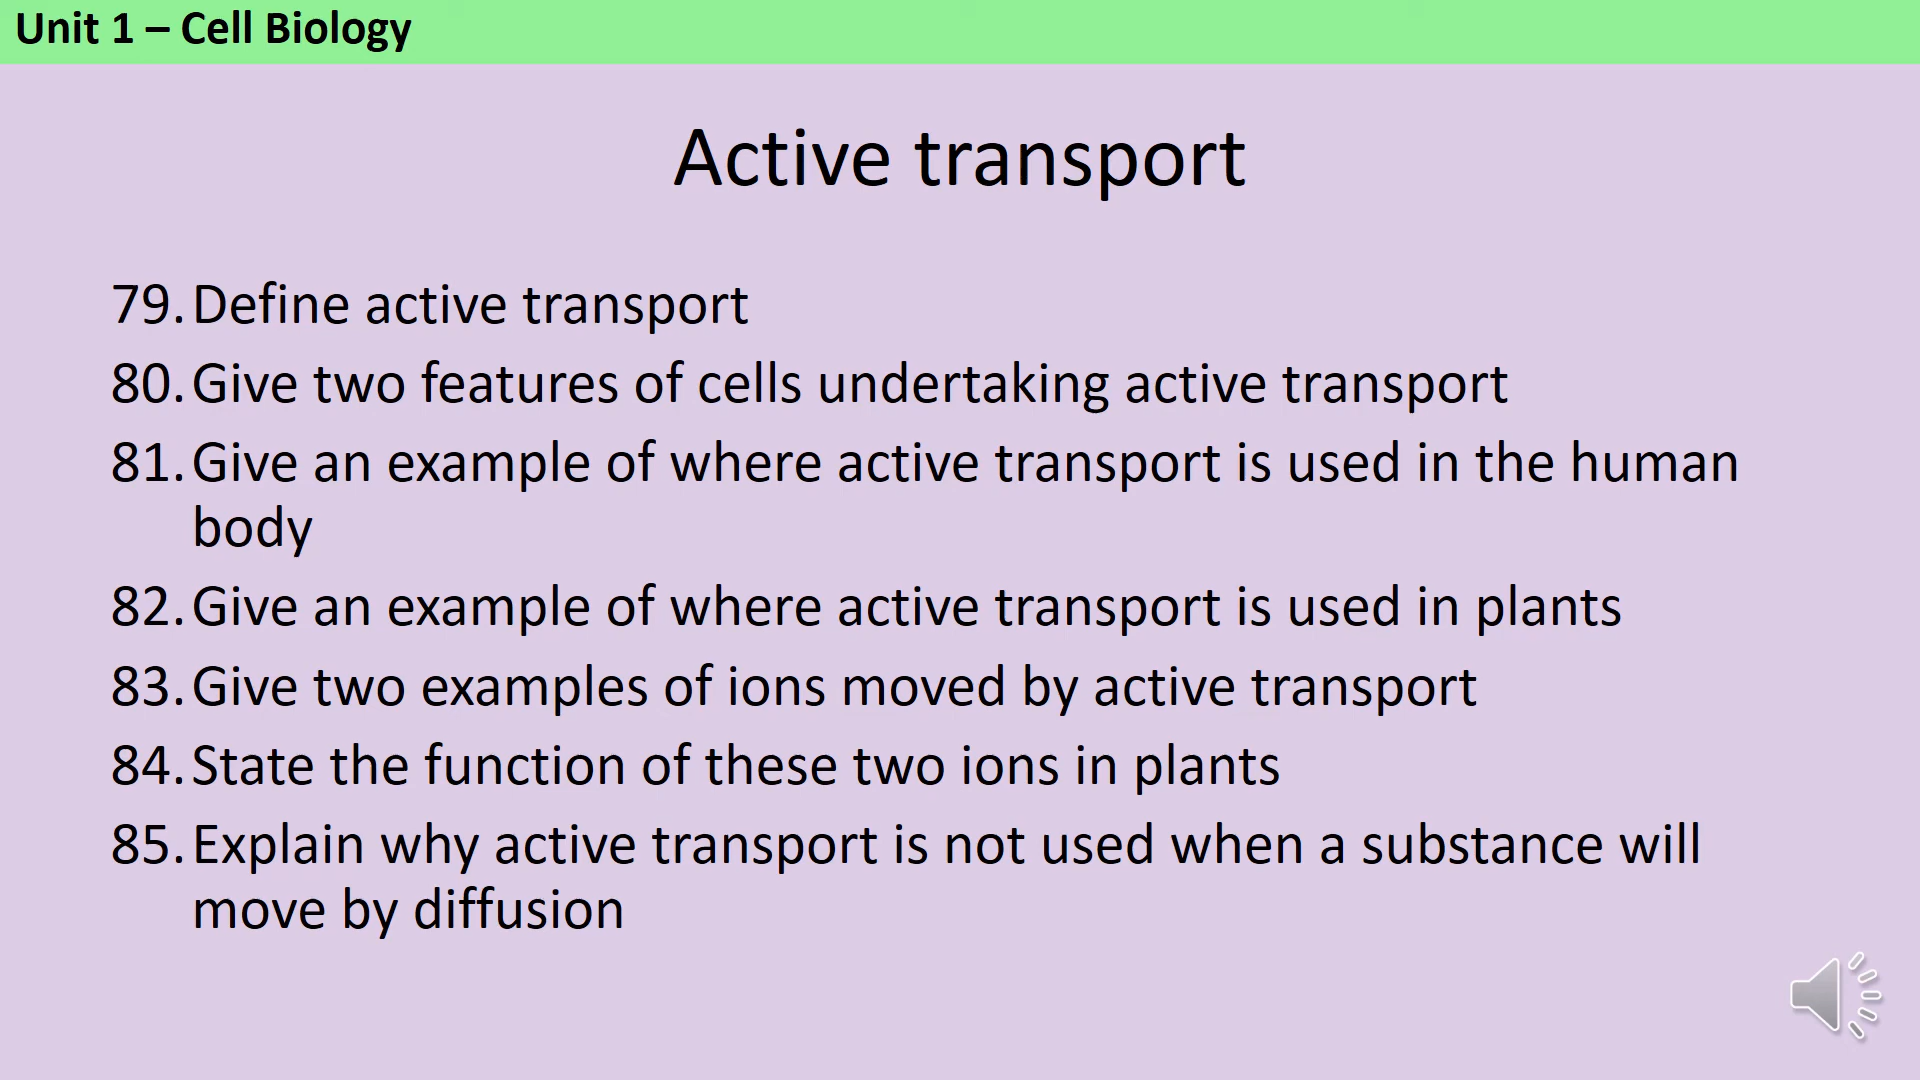 Unit 1 – Cell Biology
Active transport
79. Define active transport
80. Give two features of cells undertaking active transport
81. Give an example of where active transport is used in the human
body
82. Give an example of where active transport is used in plants
83. Give two examples of ions moved by active transport
84. State the function of these two ions in plants
85. Explain why active transport is not used when a substance will
move by diffusion